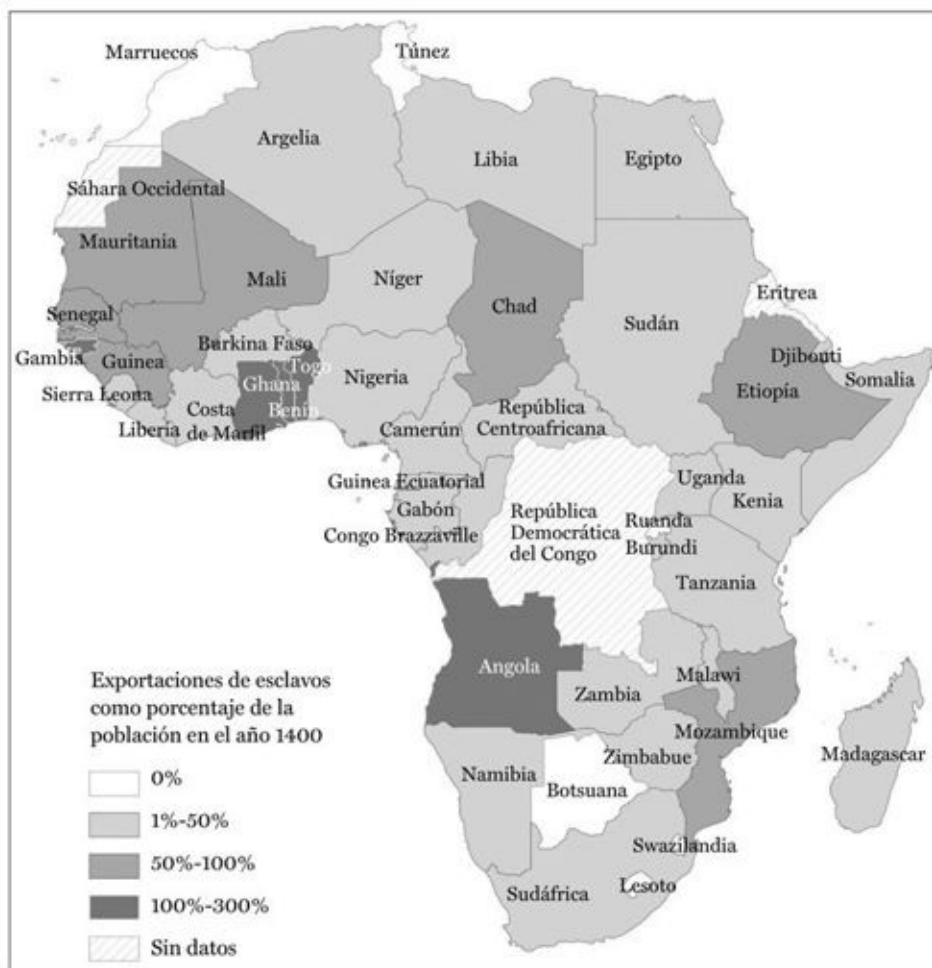 Marruecos
Túnez
Argelia
Libia
Egipto
Sáhara Occidental
Mauritania
Mali
Níger
Chad
Sudán
Eritrea
Senegal
Gambia
Guinea
Burkina Faso
Togo
Ghana
Benín
Nigeria
Djibouti
Etiopía
Somalia
Sierra Leona
Liberia
Costa
de Marfil
Camerún
República
Centroafricana
Guinea Ecuatorial
Gabón
Congo Brazzaville
República
Democrática
del Congo
Uganda
Kenia
Ruanda
Burundi
Tanzania
Angola
Zambia
Malawi
Mozambique
Zimbabue
Madagascar
Namibia
Botsuana
Swazilandia
Lesoto
Sudáfrica
Exportaciones de esclavos
como porcentaje de la
población en el año 1400
0%
1%-50%
50%-100%
100%-300%
Sin datos